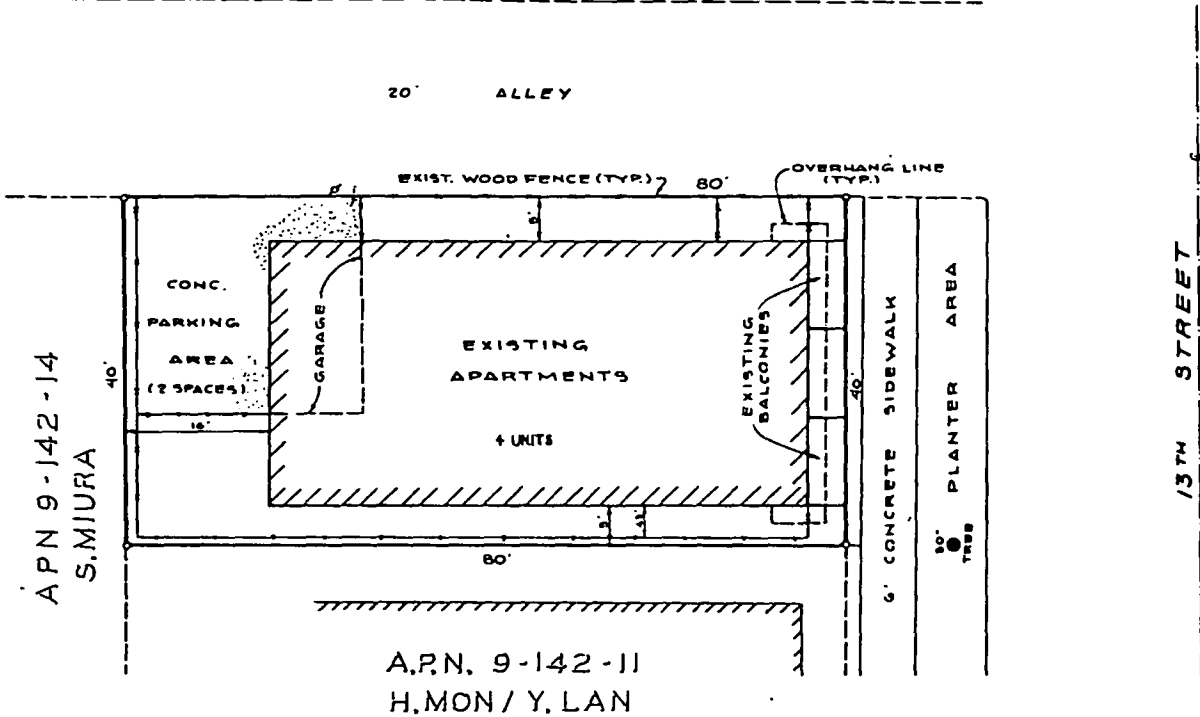 20' ALLEY
EXIST. WOOD FENCE (TYP.) 80'
OVERHANG LINE
(TYP.)
5'
CONC.
PARKING
AREA
(2 SPACES)
GARAGE
EXISTING
APARTMENTS
4 UNITS
EXISTING
BALCONIES
40'
16'
40'
6' CONCRETE SIDEWALK
PLANTER AREA
TREE
13TH STREET
APN 9-142-14
S.MIURA
5'
80'
A.P.N. 9-142-11
H.MON / Y. LAN